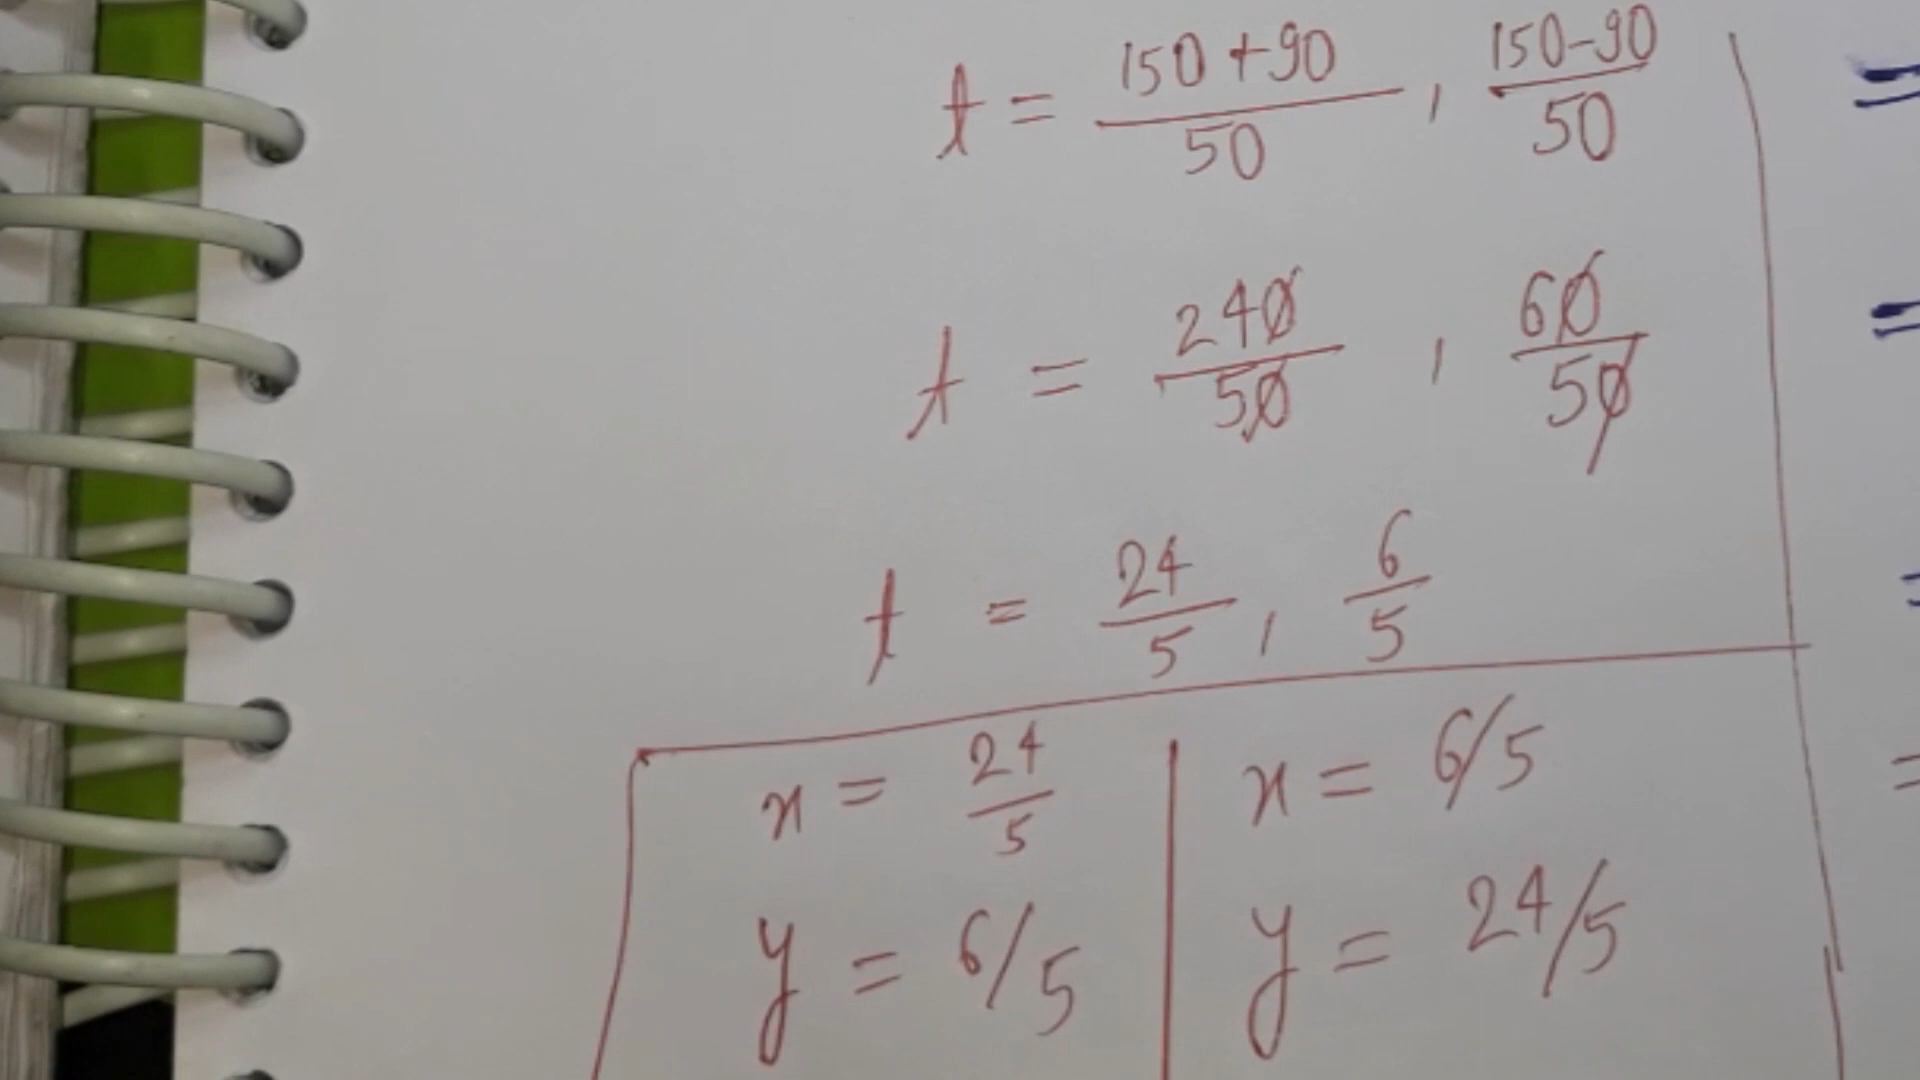 t = 150+90/50 , 150-90/50
t = 240/50 , 60/50
t = 24/5 , 6/5
x = 24/5
y = 6/5
x = 6/5
y = 24/5